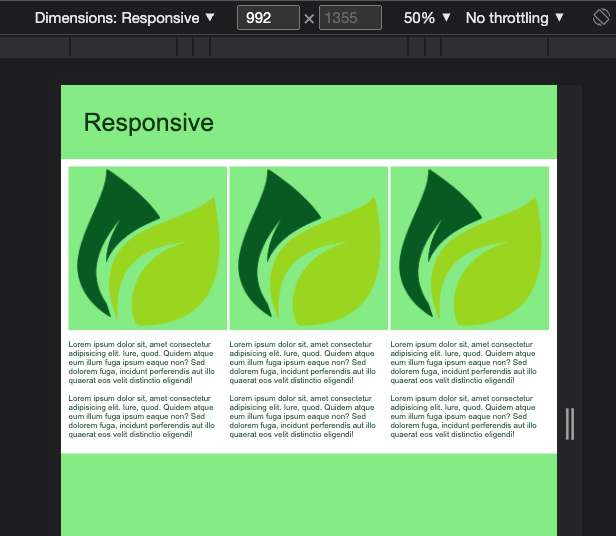 Dimensions: Responsive ▼ 992 × 1355 50% ▼ No throttling ▼
Responsive
Lorem ipsum dolor sit, amet consectetur
adipisicing elit. Iure, quod. Quidem atque
eum illum fuga ipsum eaque non? Sed
dolorem fuga, incidunt perferendis aut illo
quaerat eos velit distinctio eligendi!
Lorem ipsum dolor sit, amet consectetur
adipisicing elit. Iure, quod. Quidem atque
eum illum fuga ipsum eaque non? Sed
dolorem fuga, incidunt perferendis aut illo
quaerat eos velit distinctio eligendi!
Lorem ipsum dolor sit, amet consectetur
adipisicing elit. Iure, quod. Quidem atque
eum illum fuga ipsum eaque non? Sed
dolorem fuga, incidunt perferendis aut illo
quaerat eos velit distinctio eligendi!
Lorem ipsum dolor sit, amet consectetur
adipisicing elit. Iure, quod. Quidem atque
eum illum fuga ipsum eaque non? Sed
dolorem fuga, incidunt perferendis aut illo
quaerat eos velit distinctio eligendi!
Lorem ipsum dolor sit, amet consectetur
adipisicing elit. Iure, quod. Quidem atque
eum illum fuga ipsum eaque non? Sed
dolorem fuga, incidunt perferendis aut illo
quaerat eos velit distinctio eligendi!
Lorem ipsum dolor sit, amet consectetur
adipisicing elit. Iure, quod. Quidem atque
eum illum fuga ipsum eaque non? Sed
dolorem fuga, incidunt perferendis aut illo
quaerat eos velit distinctio eligendi!